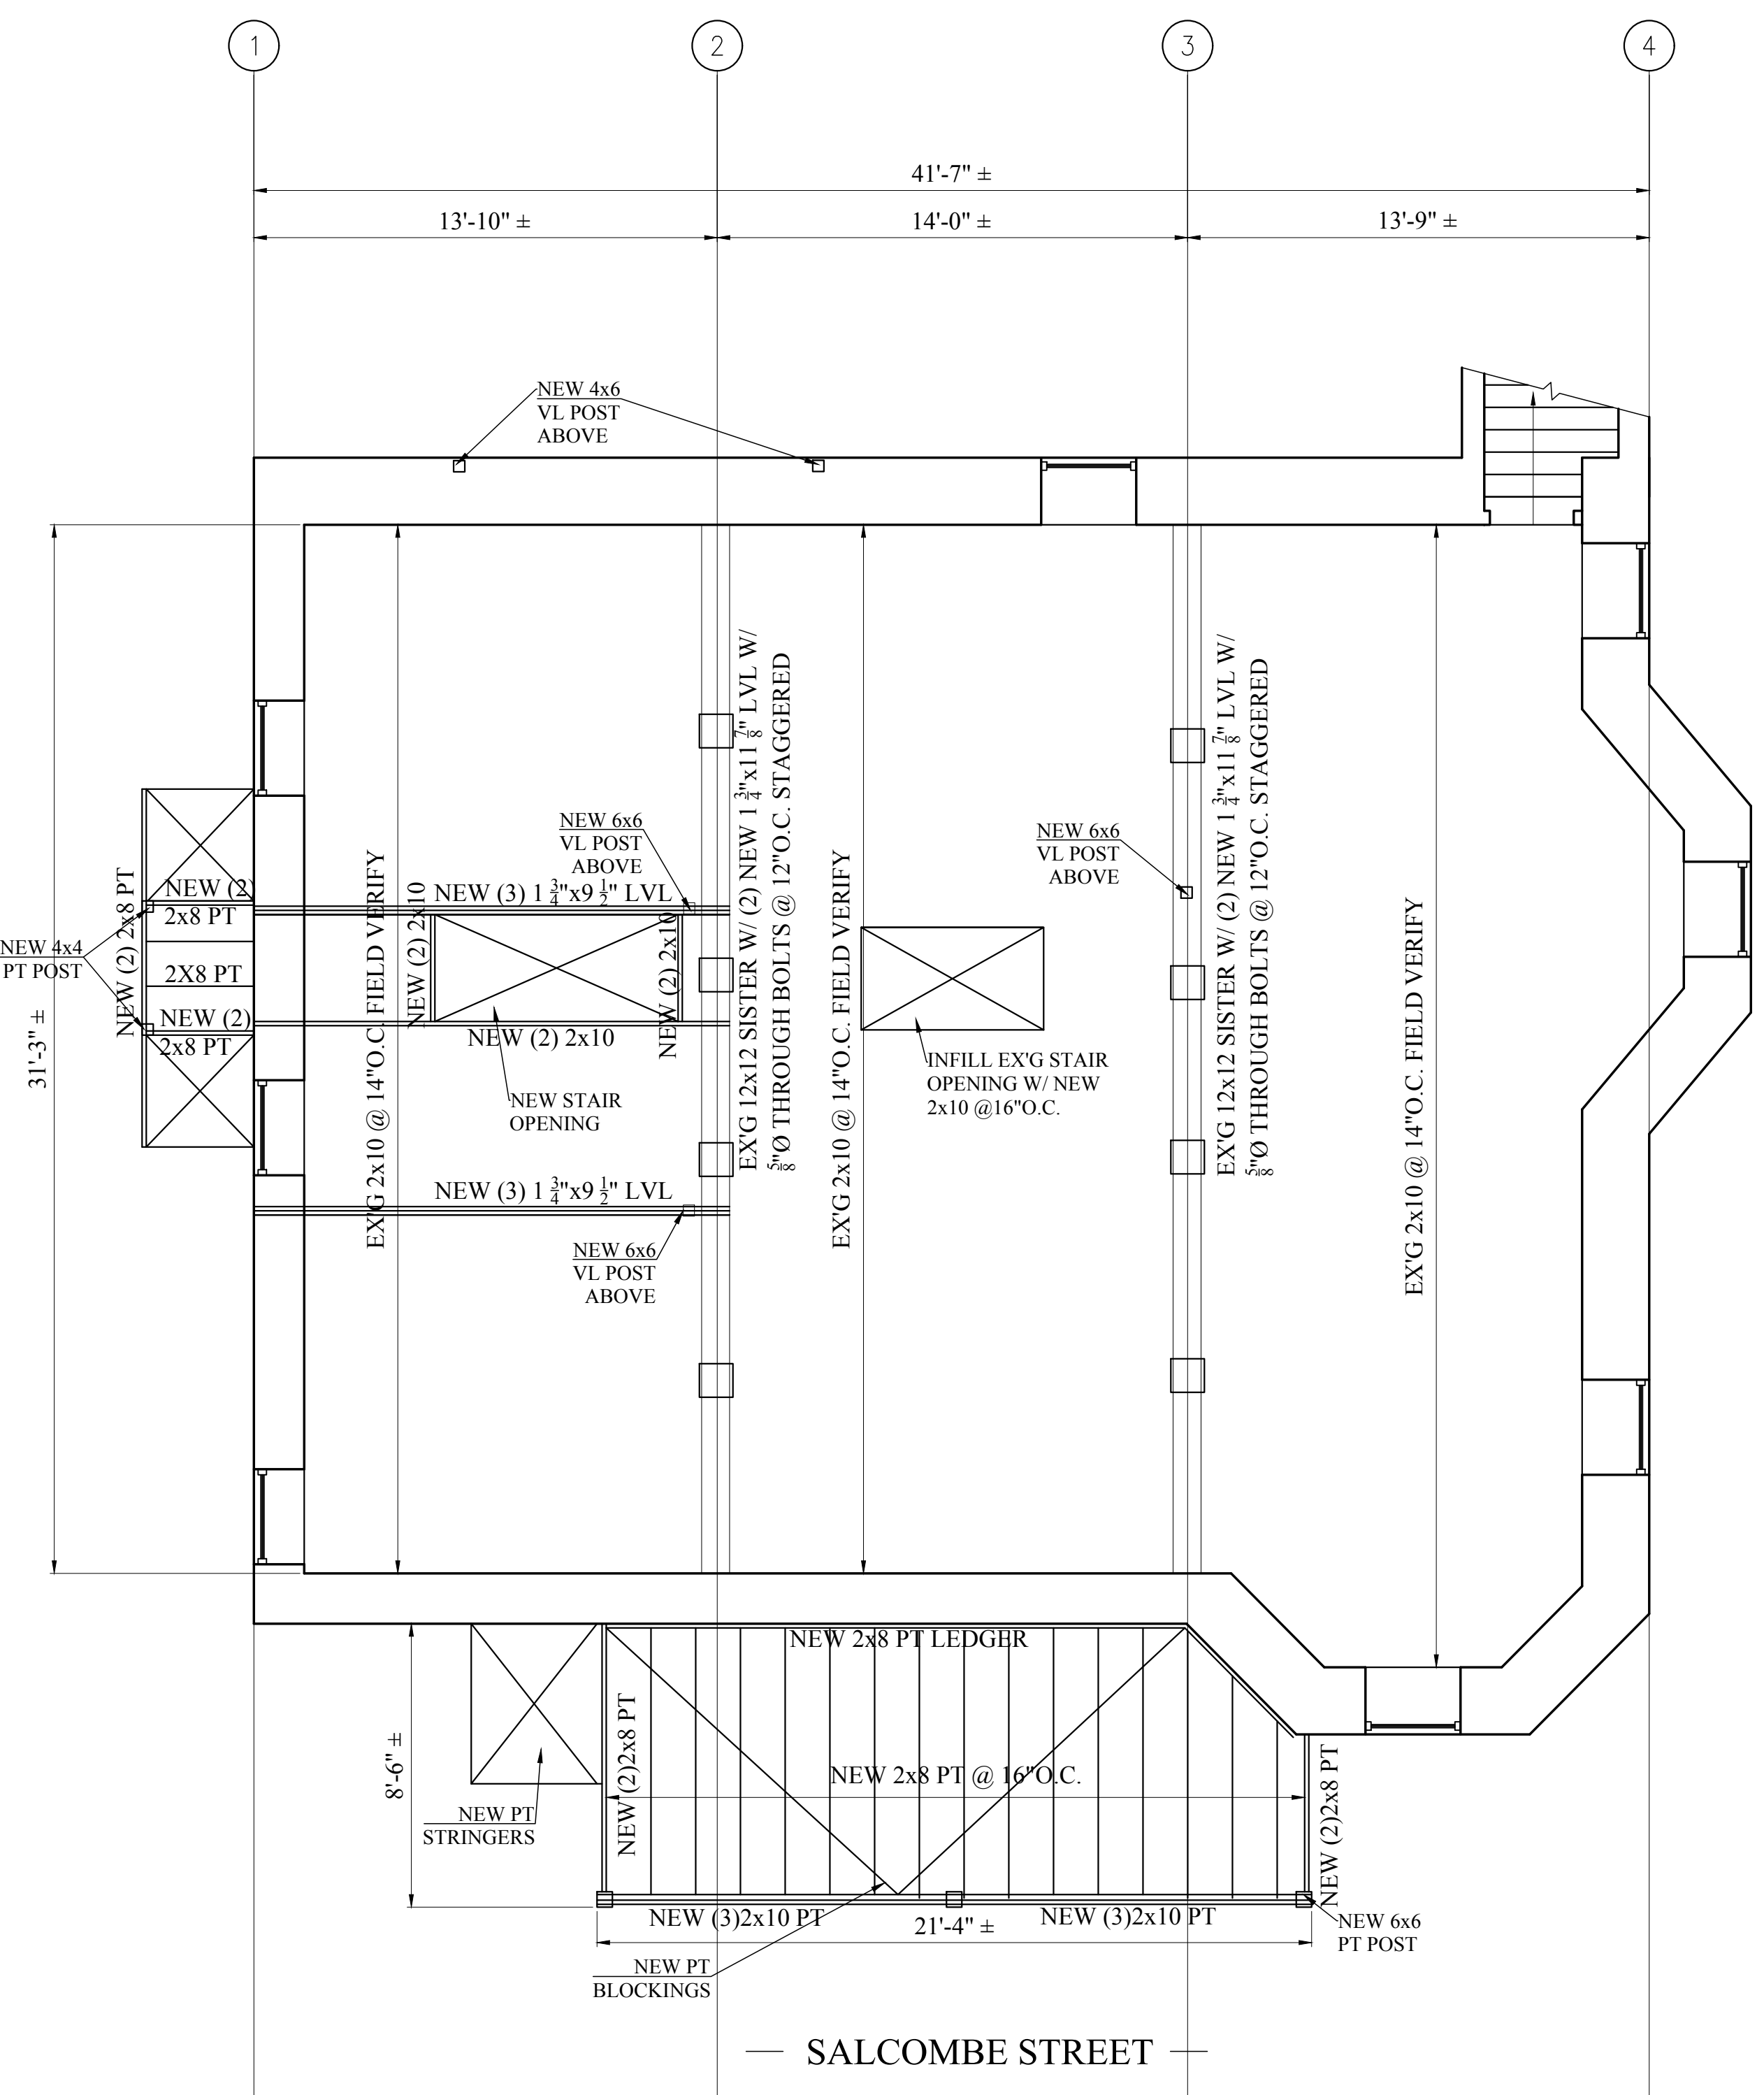 1
2
3
4
41'-7" ±
13'-10" ±
14'-0" ±
13'-9" ±
NEW 4x6
VL POST
ABOVE
31'-3" ±
EX'G 2x10 @ 14"O.C. FIELD VERIFY
EX'G 12x12 SISTER W/ (2) NEW 1 3/4"x11 7/8" LVL W/
5/8"Ø THROUGH BOLTS @ 12"O.C. STAGGERED
EX'G 2x10 @ 14"O.C. FIELD VERIFY
EX'G 12x12 SISTER W/ (2) NEW 1 3/4"x11 7/8" LVL W/
5/8"Ø THROUGH BOLTS @ 12"O.C. STAGGERED
EX'G 2x10 @ 14"O.C. FIELD VERIFY
NEW 6x6
VL POST
ABOVE
NEW 6x6
VL POST
ABOVE
NEW (2) 2x8 PT
NEW (2)
2x8 PT
NEW 4x4
PT POST
2X8 PT
NEW (2)
2x8 PT
NEW (3) 1 3/4"x9 1/2" LVL
NEW (2) 2x10
NEW (2) 2x10
NEW (2) 2x10
NEW STAIR
OPENING
INFILL EX'G STAIR
OPENING W/ NEW
2x10 @16"O.C.
NEW (3) 1 3/4"x9 1/2" LVL
NEW 6x6
VL POST
ABOVE
NEW 2x8 PT LEDGER
8'-6" ±
NEW (2)2x8 PT
NEW 2x8 PT @ 16"O.C.
NEW (2)2x8 PT
NEW PT
STRINGERS
NEW (3)2x10 PT
21'-4" ±
NEW (3)2x10 PT
NEW 6x6
PT POST
NEW PT
BLOCKINGS
SALCOMBE STREET